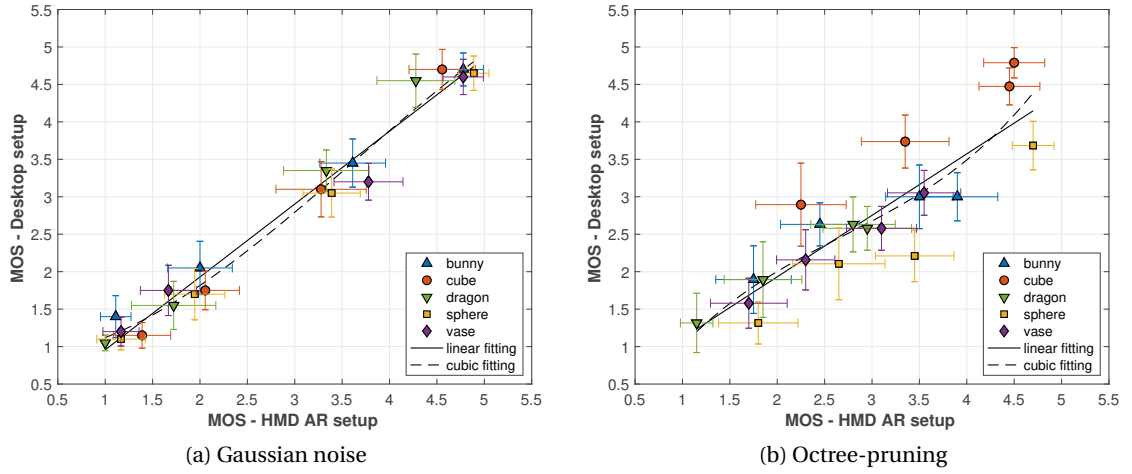 5
4.5
4
3.5
3
2.5
2
1.5
1
0.5
MOS - Desktop setup
bunny
cube
dragon
sphere
vase
linear fitting
cubic fitting
0.5 1 1.5 2 2.5 3 3.5 4 4.5 5 5.5
MOS - HMD AR setup
(a) Gaussian noise
5
4.5
4
3.5
3
2.5
2
1.5
1
0.5
MOS - Desktop setup
bunny
cube
dragon
sphere
vase
linear fitting
cubic fitting
0.5 1 1.5 2 2.5 3 3.5 4 4.5 5 5.5
MOS - HMD AR setup
(b) Octree-pruning